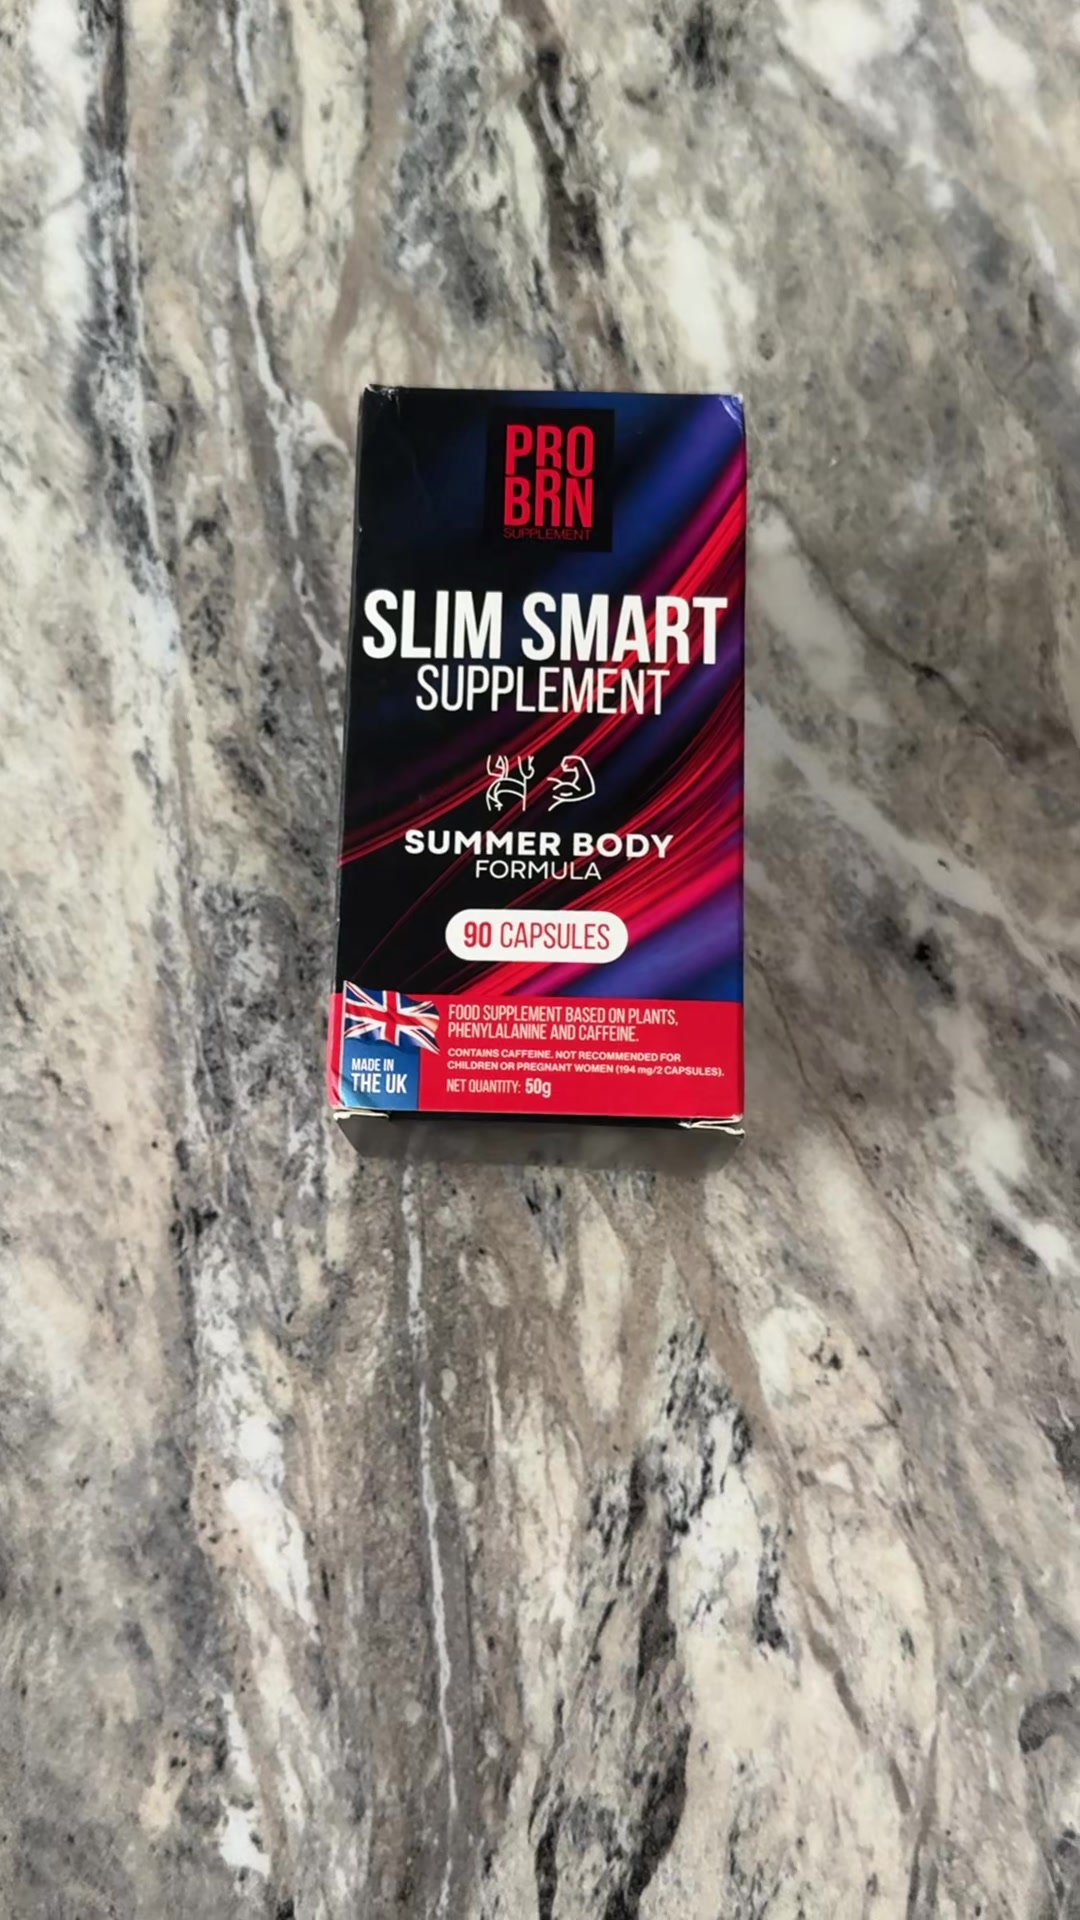 PRO
BRN
SUPPLEMENT
SLIM SMART
SUPPLEMENT
SUMMER BODY
FORMULA
90 CAPSULES
MADE IN
THE UK
FOOD SUPPLEMENT BASED ON PLANTS,
PHENYLALANINE AND CAFFEINE.
CONTAINS CAFFEINE. NOT RECOMMENDED FOR
CHILDREN OR PREGNANT WOMEN (194 mg/2 CAPSULES).
NET QUANTITY: 50g